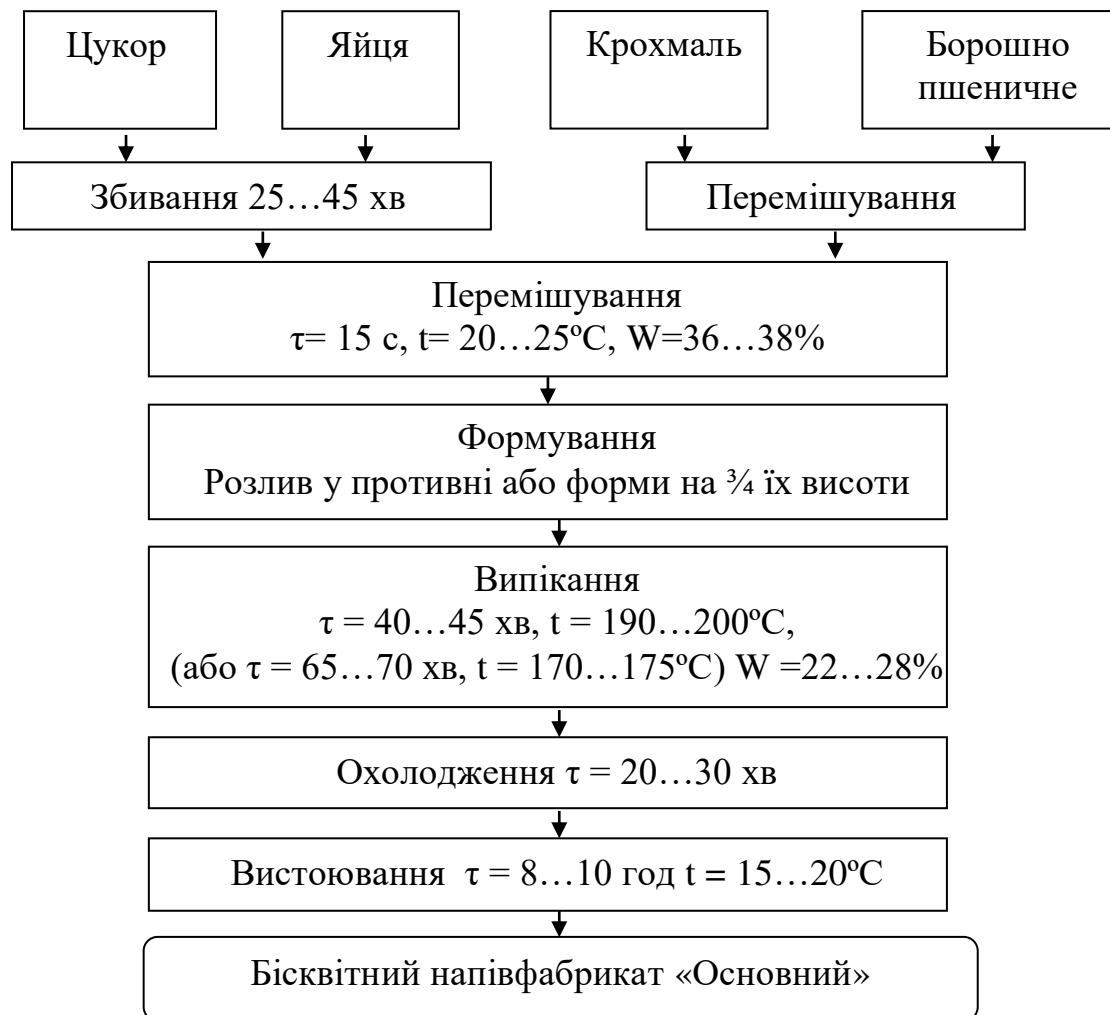 Цукор
Яйця
Крохмаль
Борошно
пшеничне
Збивання 25…45 хв
Перемішування
Перемішування
τ= 15 с, t= 20…25ºС, W=36…38%
Формування
Розлив у противні або форми на ¾ їх висоти
Випікання
τ = 40…45 хв, t = 190…200ºС,
(або τ = 65…70 хв, t = 170…175ºС) W =22…28%
Охолодження τ = 20…30 хв
Вистоювання τ = 8…10 год t = 15…20ºС
Бісквітний напівфабрикат «Основний»